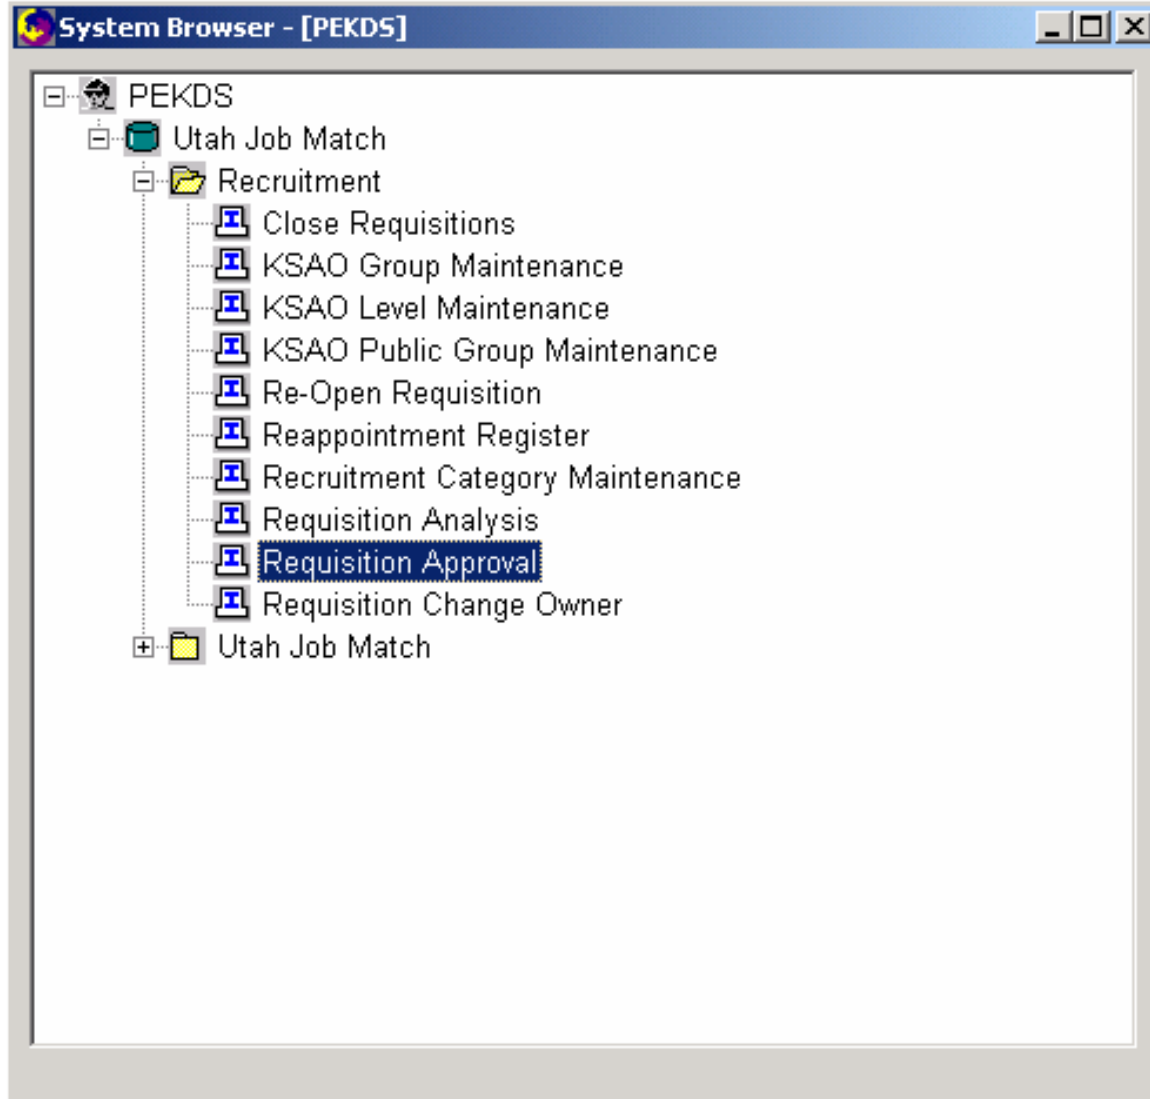 System Browser - [PEKDS]
PEKDS
Utah Job Match
Recruitment
Close Requisitions
KSAO Group Maintenance
KSAO Level Maintenance
KSAO Public Group Maintenance
Re-Open Requisition
Reappointment Register
Recruitment Category Maintenance
Requisition Analysis
Requisition Approval
Requisition Change Owner
Utah Job Match